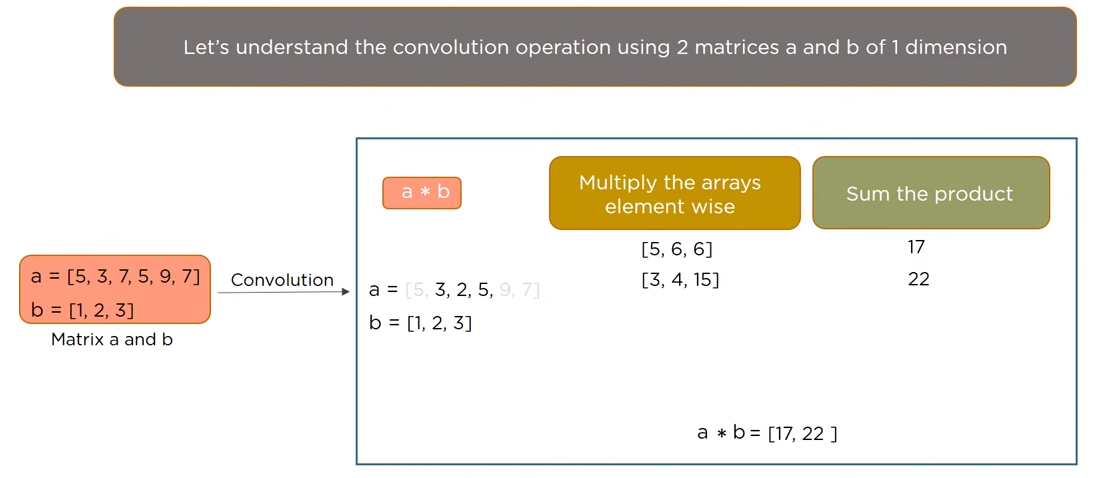 Let's understand the convolution operation using 2 matrices a and b of 1 dimension
a * b
Multiply the arrays
element wise
Sum the product
[5, 6, 6]
17
[3, 4, 15]
22
a = [5, 3, 7, 5, 9, 7]
b = [1, 2, 3]
Matrix a and b
Convolution
a = [5, 3, 2, 5, 9, 7]
b = [1, 2, 3]
a * b = [17, 22 ]